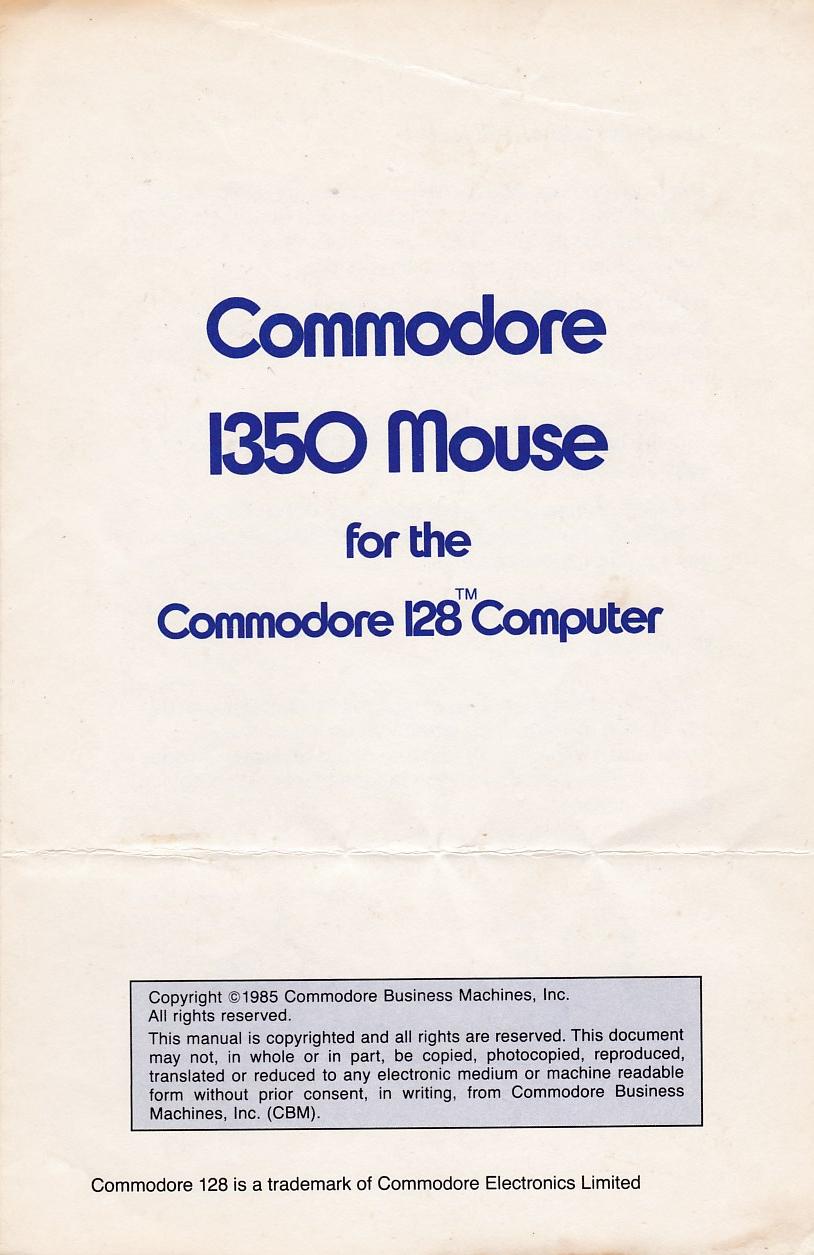 Commodore
1350 Mouse
for the
Commodore 128™ Computer
Copyright ©1985 Commodore Business Machines, Inc.
All rights reserved.
This manual is copyrighted and all rights are reserved. This document
may not, in whole or in part, be copied, photocopied, reproduced,
translated or reduced to any electronic medium or machine readable
form without prior consent, in writing, from Commodore Business
Machines, Inc. (CBM).
Commodore 128 is a trademark of Commodore Electronics Limited